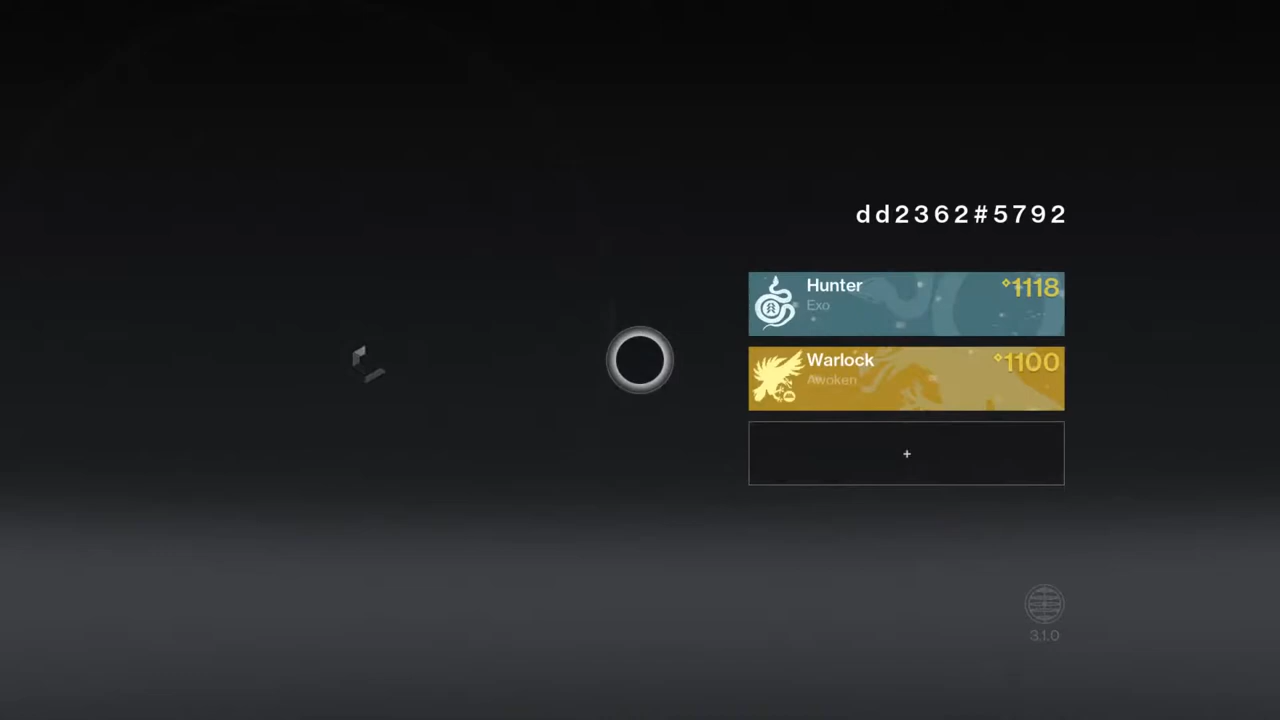 dd2362#5792
Hunter
1118
Exo
Warlock
1100
Awoken
+
3.1.0